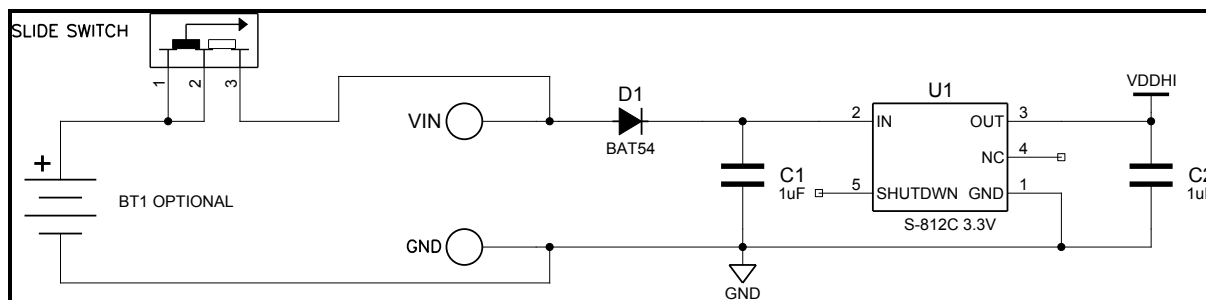 SLIDE SWITCH
1
2
3
VIN
D1
BAT54
U1
VDDHI
2
IN
OUT
3
NC
4
+
BT1 OPTIONAL
C1
1uF
5
SHUTDWN
GND
1
C2
S-812C 3.3V
GND
GND